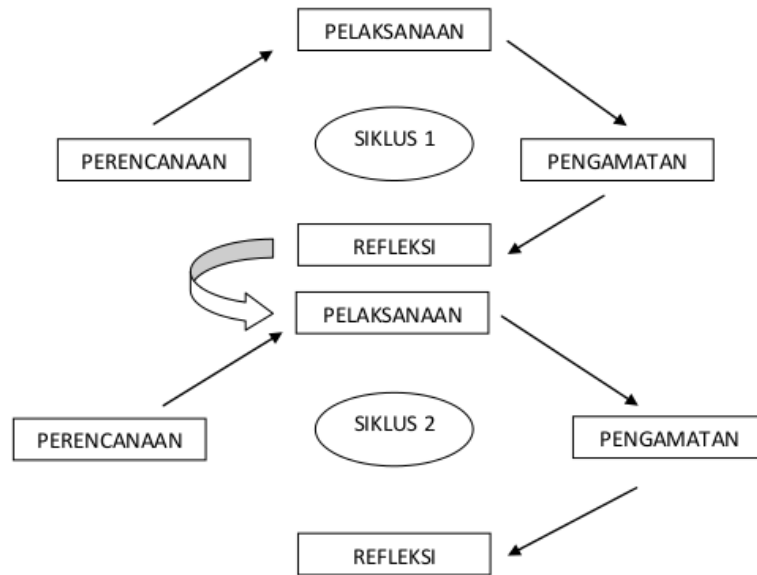 PELAKSANAAN
SIKLUS 1
PERENCANAAN
PENGAMATAN
REFLEKSI
PELAKSANAAN
SIKLUS 2
PERENCANAAN
PENGAMATAN
REFLEKSI